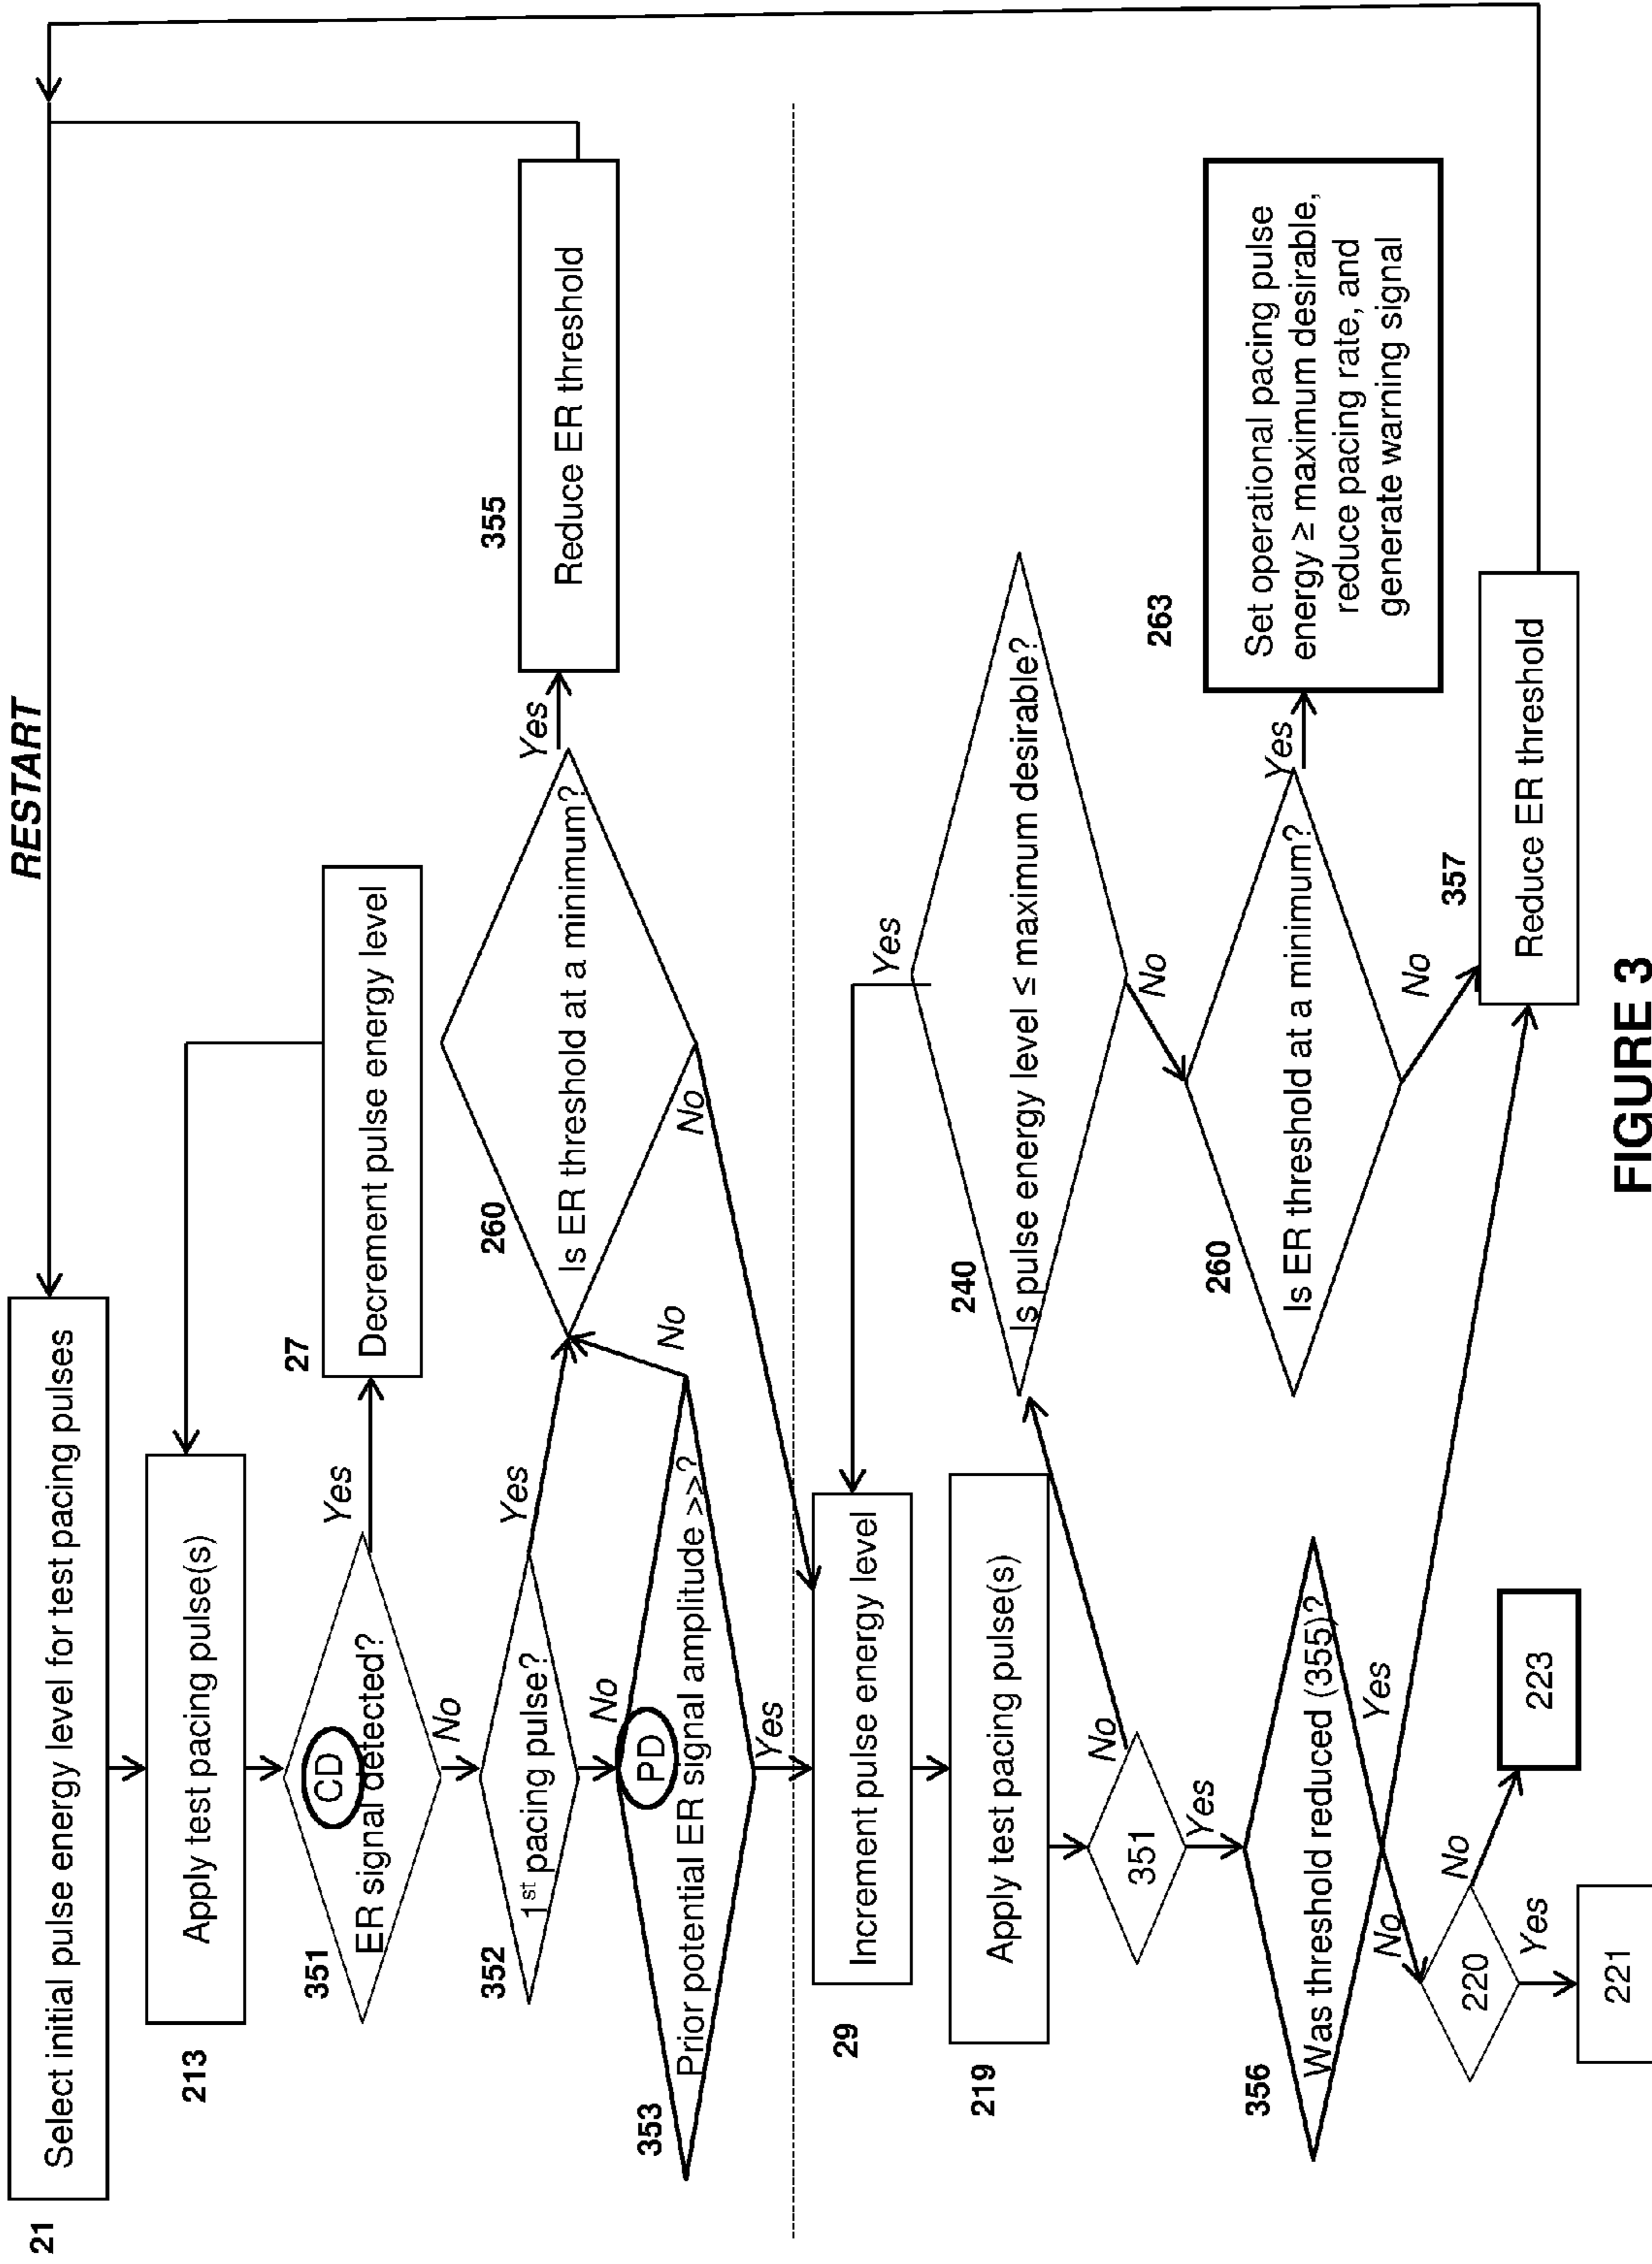 RESTART
21
Select initial pulse energy level for test pacing pulses
213
Apply test pacing pulse(s)
27
Decrement pulse energy level
351
CD
ER signal detected?
Yes
No
352
1st pacing pulse?
Yes
No
260
Is ER threshold at a minimum?
Yes
No
355
Reduce ER threshold
353
PD
Prior potential ER signal amplitude >>?
No
Yes
29
Increment pulse energy level
219
Apply test pacing pulse(s)
240
Is pulse energy level ≤ maximum desirable?
Yes
No
351
No
Yes
260
Is ER threshold at a minimum?
Yes
No
263
Set operational pacing pulse
energy ≥ maximum desirable,
reduce pacing rate, and
generate warning signal
356
Was threshold reduced (355)?
Yes
No
357
Reduce ER threshold
220
No
Yes
223
221
FIGURE 3